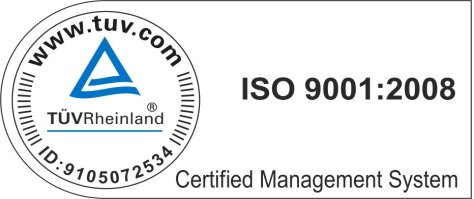 www.tuv.com
TÜVRheinland®
ID:9105072534
ISO 9001:2008
Certified Management System